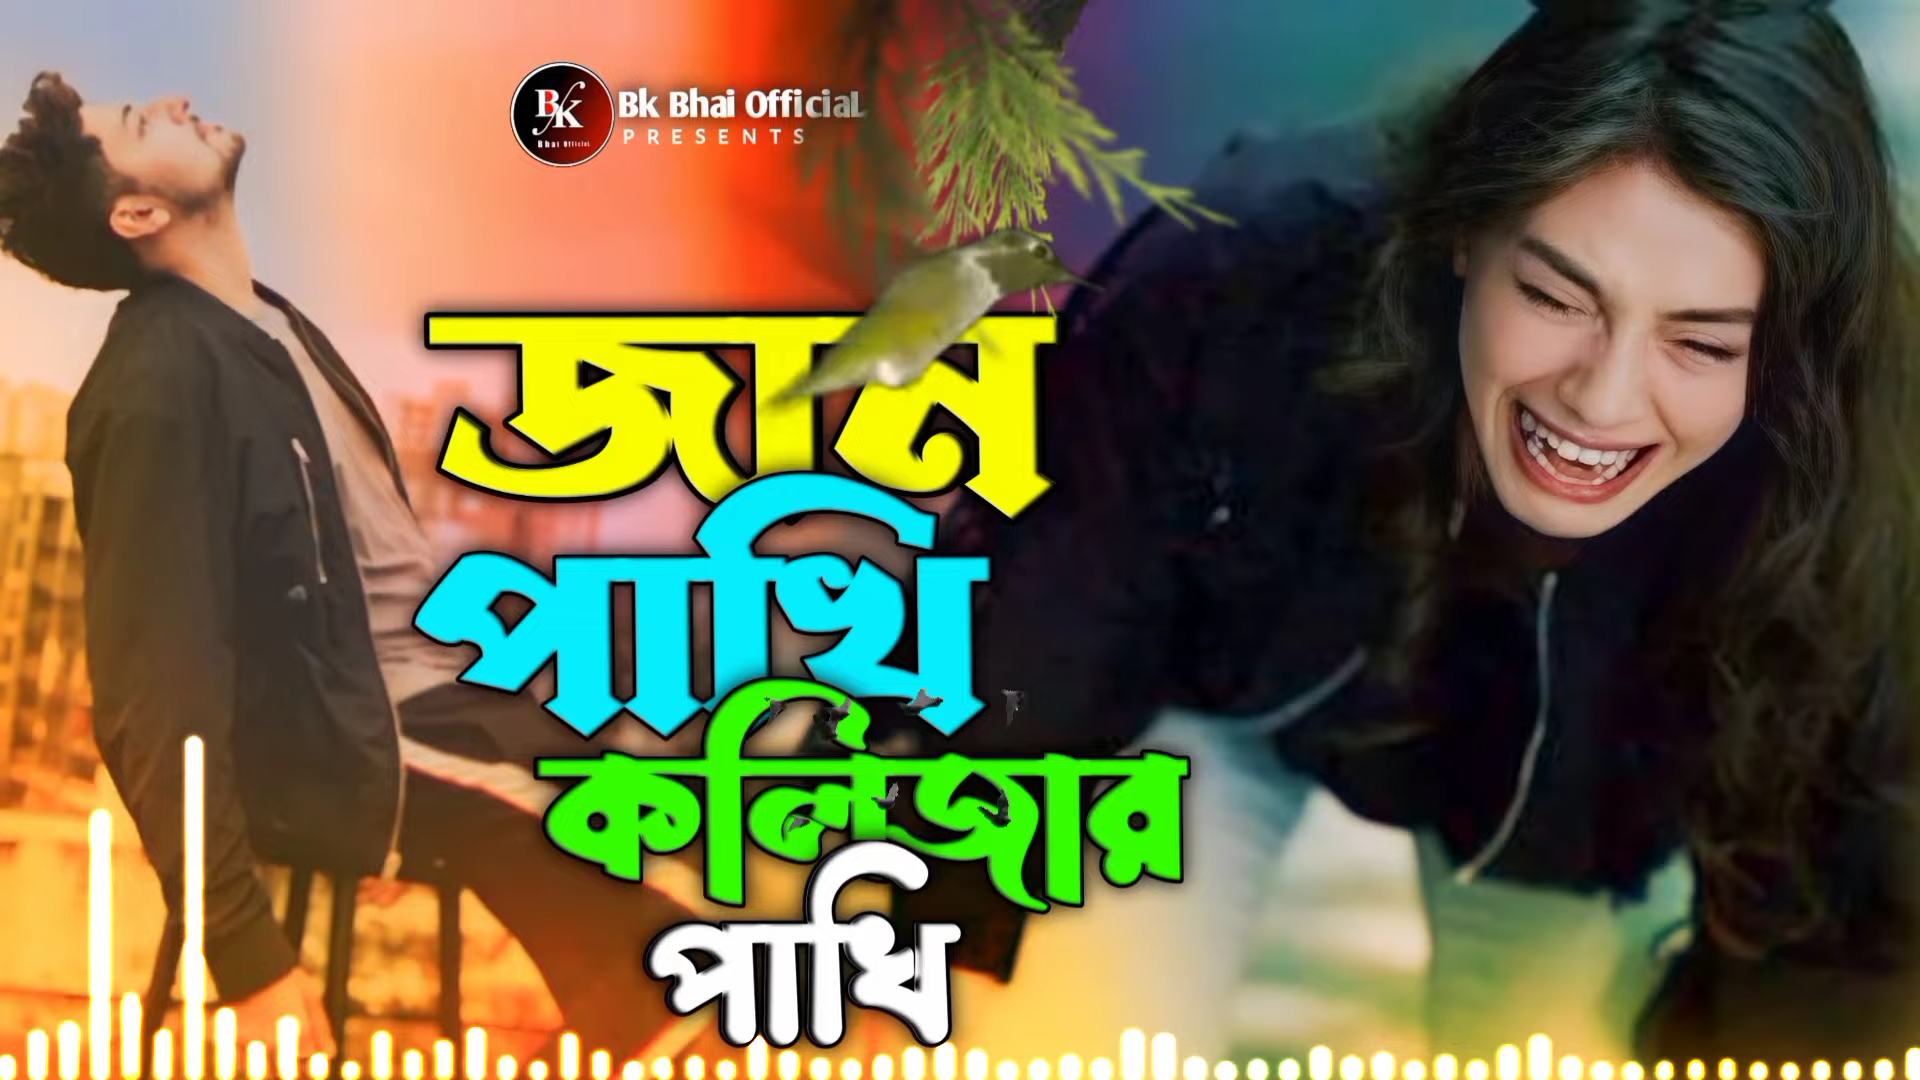 BK
Bhai Official
Bk Bhai OfficiaL
PRESENTS
জান
পাখি
কলিজার
পাখি